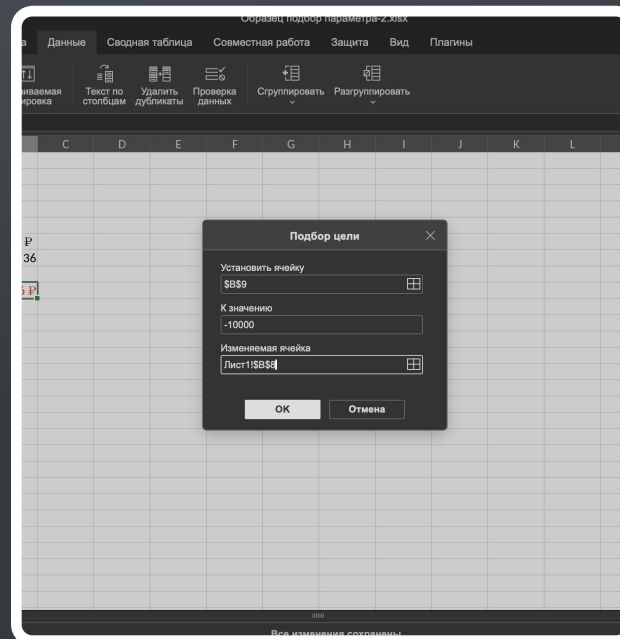 Образец подбор параметра-2.xlsx
Данные Сводная таблица Совместная работа Защита Вид Плагины
Текст по столбцам
Удалить дубликаты
Проверка данных
Сгруппировать
Разгруппировать
C D E F G H I J K L
₽
36
₽
Подбор цели
Установить ячейку
$B$9
К значению
-10000
Изменяемая ячейка
Лист1!$B$8
OK Отмена
Все изменения сохранены